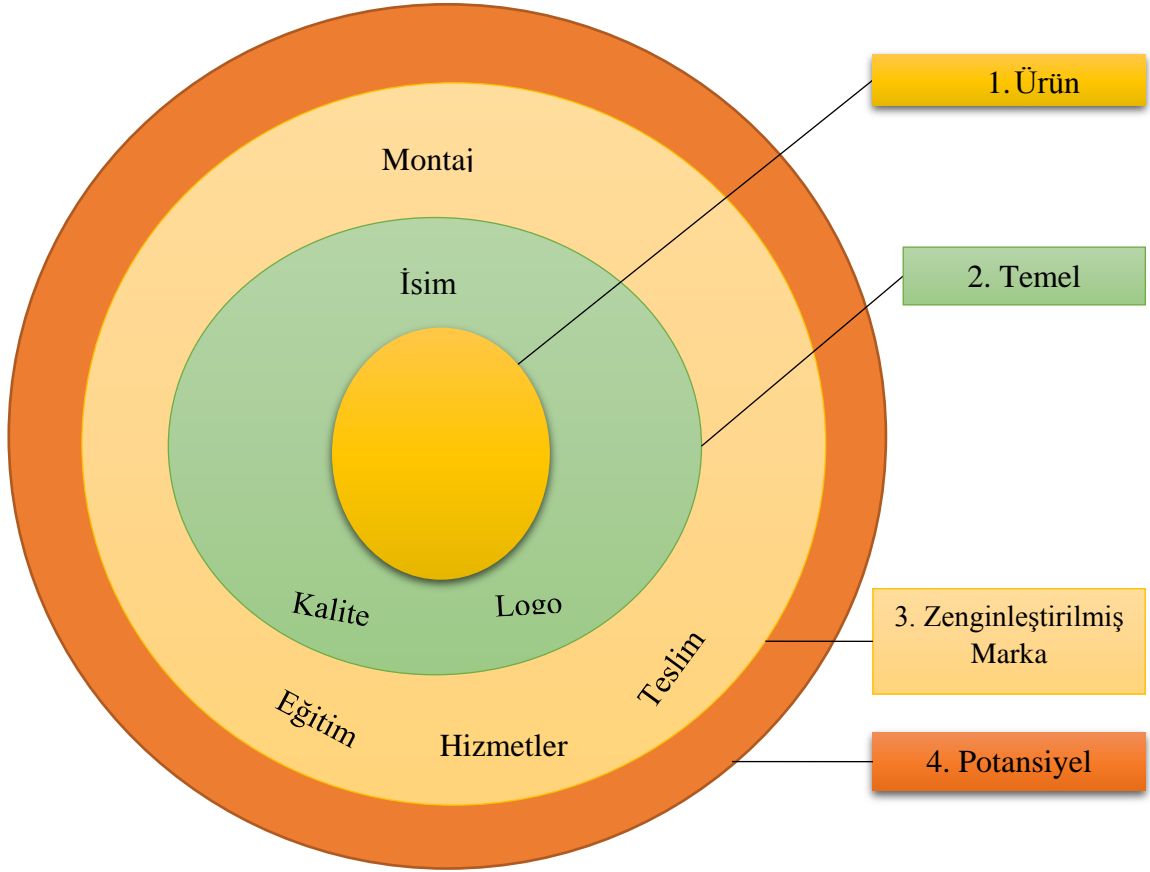 1. Ürün
Montaj
2. Temel
İsim
Kalite
Logo
3. Zenginleştirilmiş
Marka
Teslim
Eğitim
Hizmetler
4. Potansiyel